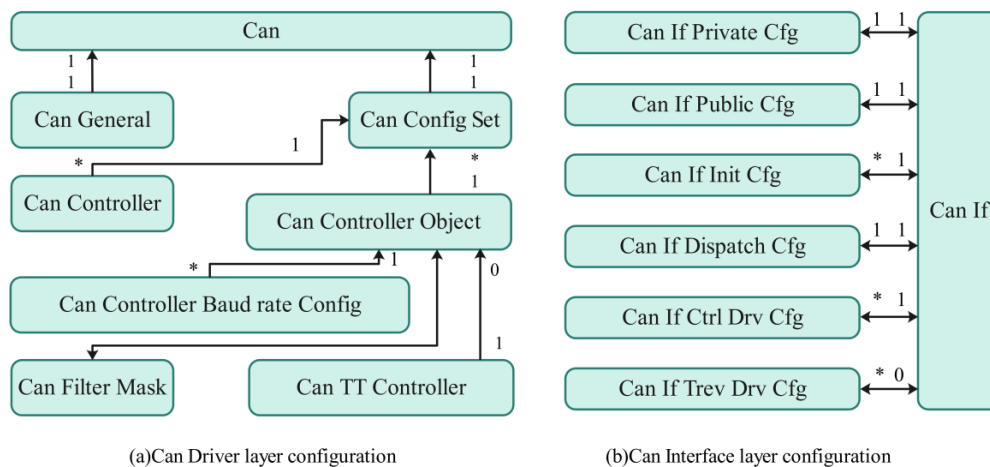 Can
1
1
1
1
Can General
Can Config Set
*
1
*
1
Can Controller
Can Controller Object
*
1
0
Can Controller Baud rate Config
1
Can Filter Mask
Can TT Controller
(a)Can Driver layer configuration
Can If Private Cfg
1 1
Can If Public Cfg
1 1
Can If Init Cfg
* 1
Can If
Can If Dispatch Cfg
1 1
Can If Ctrl Drv Cfg
* 1
Can If Trev Drv Cfg
* 0
(b)Can Interface layer configuration